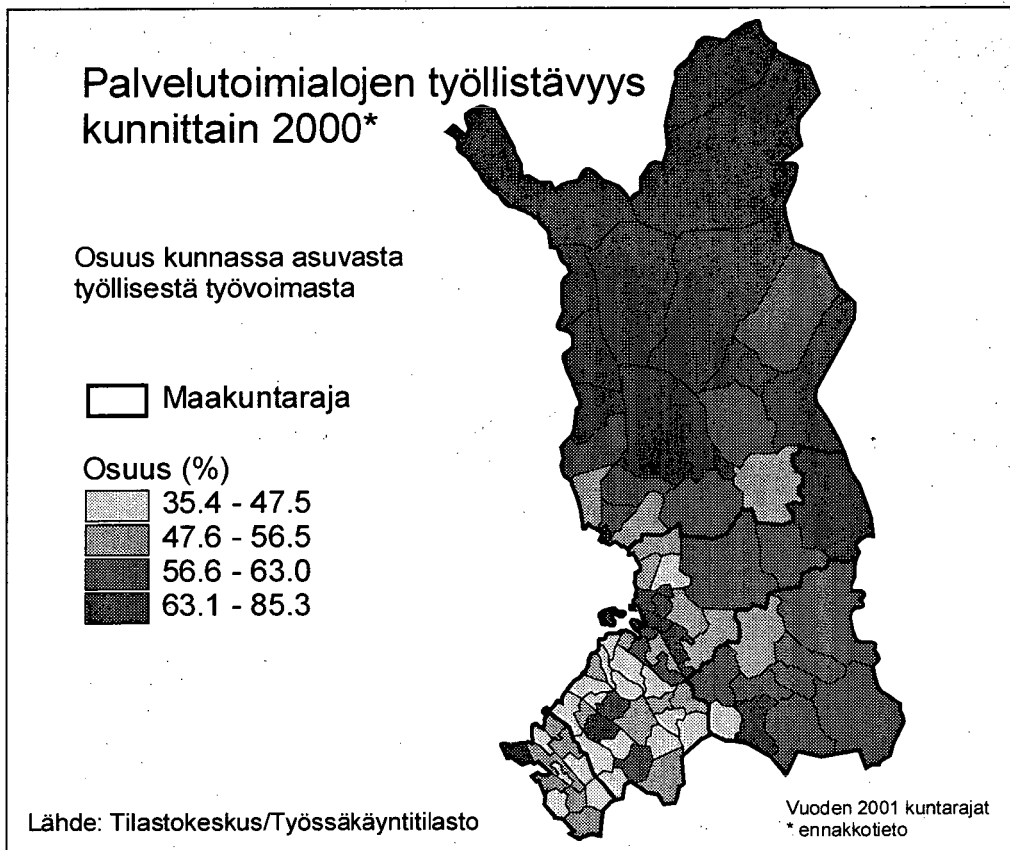 Palvelutoimialojen työllistävyys
kunnittain 2000*
Osuus kunnassa asuvasta
työllisestä työvoimasta
Maakuntaraja
Osuus (%)
35.4 - 47.5
47.6 - 56.5
56.6 - 63.0
63.1 - 85.3
Lähde: Tilastokeskus/Työssäkäyntitilasto
Vuoden 2001 kuntarajat
* ennakkotieto